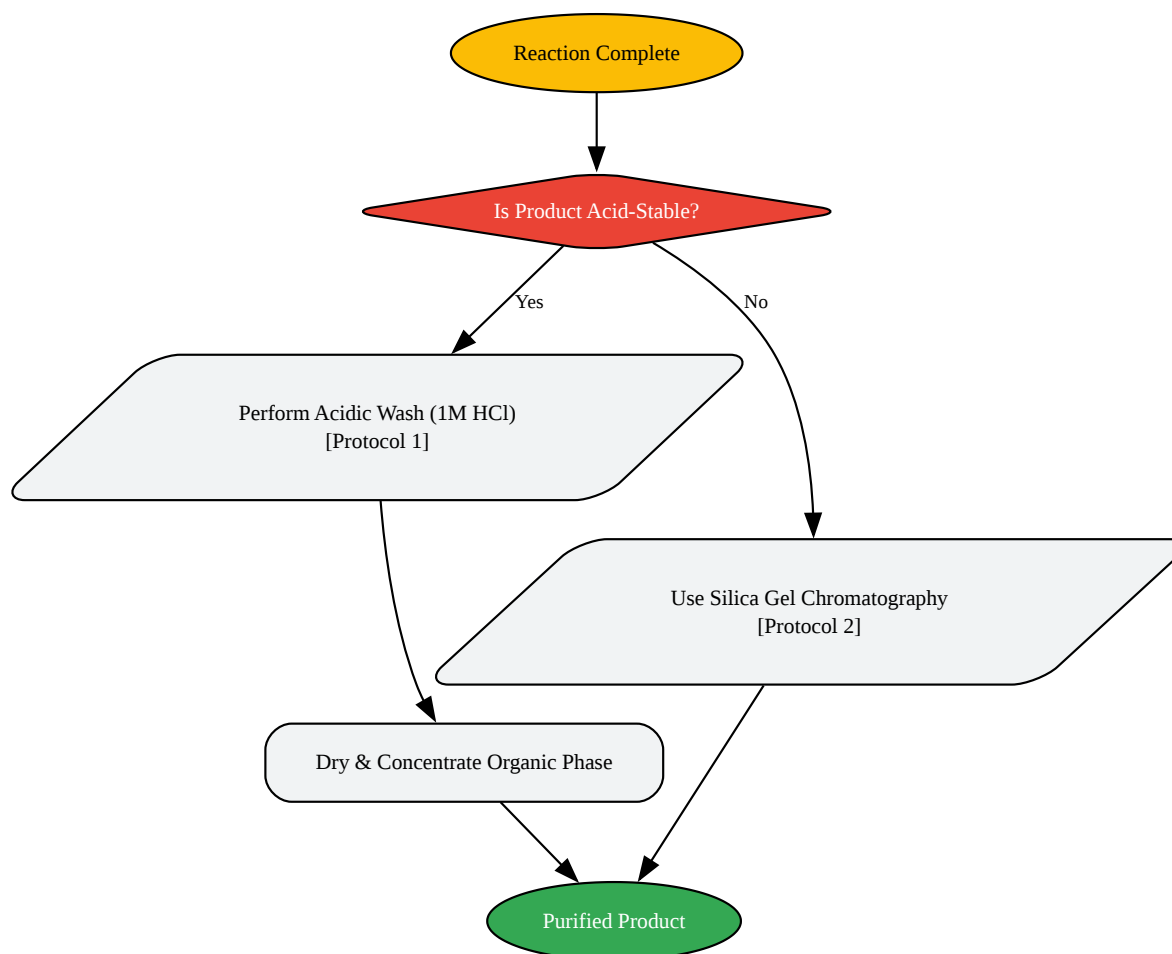 Reaction Complete
Is Product Acid-Stable?
Yes
No
Perform Acidic Wash (1M HCl)
[Protocol 1]
Use Silica Gel Chromatography
[Protocol 2]
Dry & Concentrate Organic Phase
Purified Product